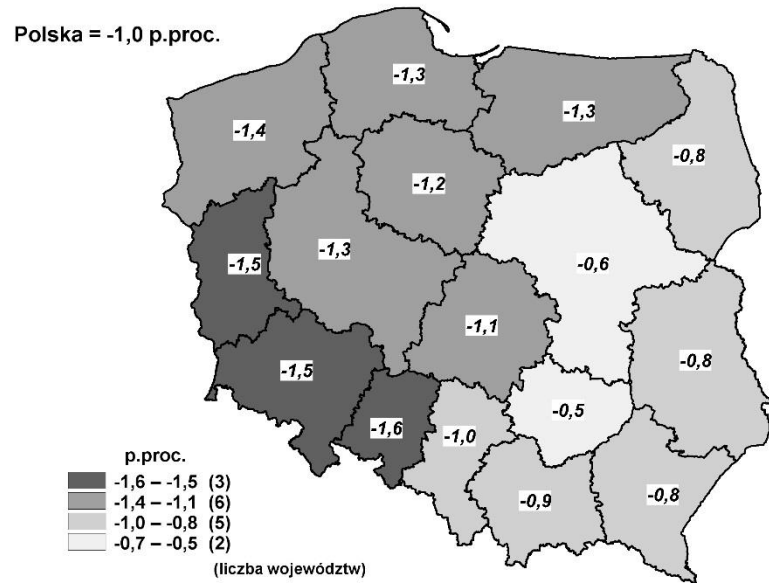 Polska = -1,0 p.proc.
-1,3
-1,4
-1,3
-0,8
-1,2
-1,3
-1,5
-0,6
-1,1
-0,8
-1,5
-0,5
-1,6
-1,0
-0,9
-0,8
p.proc.
-1,6 – -1,5 (3)
-1,4 – -1,1 (6)
-1,0 – -0,8 (5)
-0,7 – -0,5 (2)
(liczba województw)